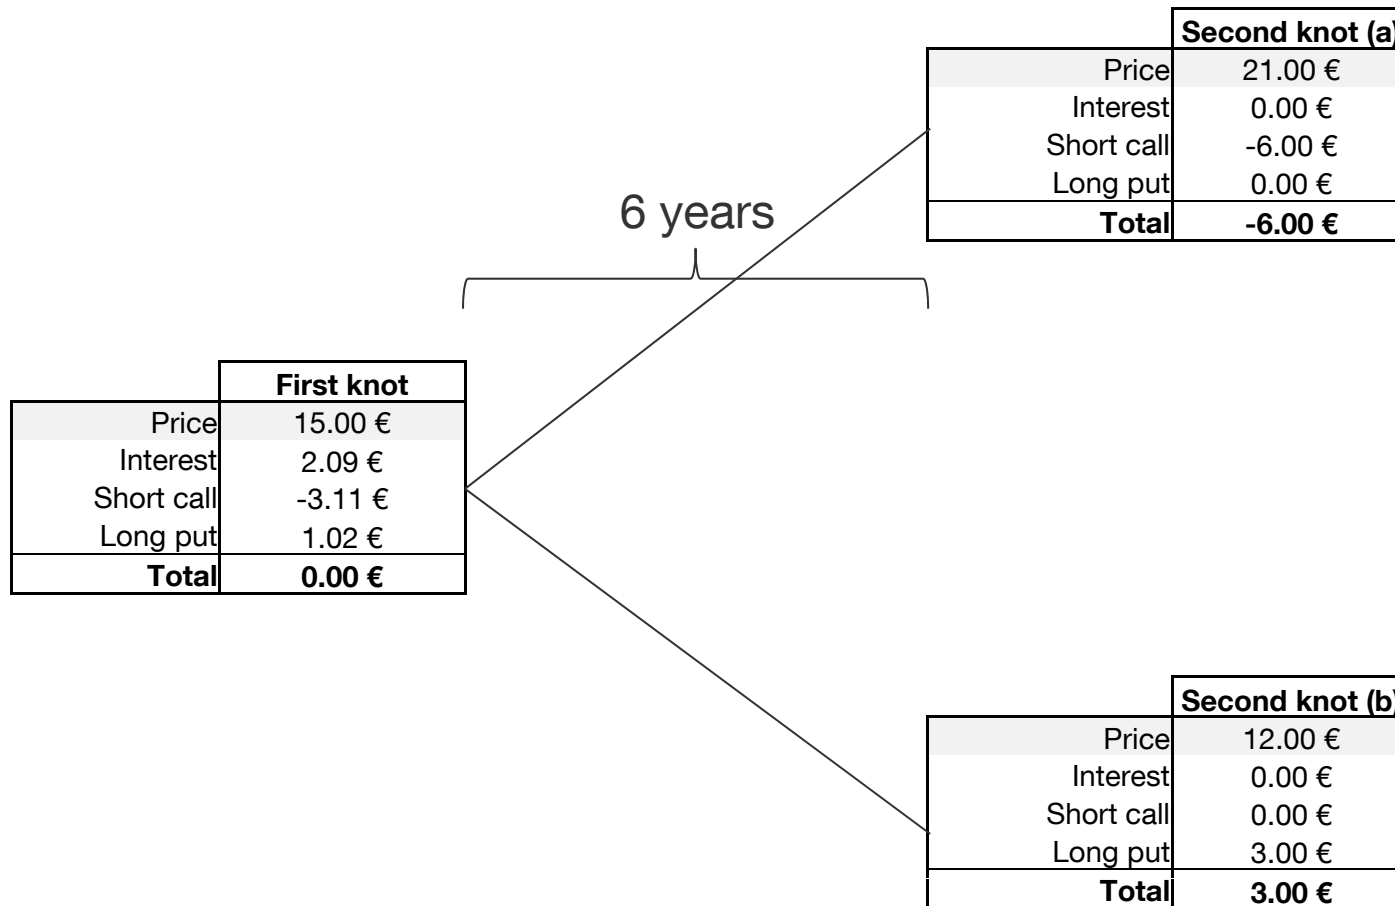 Second knot (a)
Price 21.00 €
Interest 0.00 €
Short call -6.00 €
Long put 0.00 €
Total -6.00 €
6 years
First knot
Price 15.00 €
Interest 2.09 €
Short call -3.11 €
Long put 1.02 €
Total 0.00 €
Second knot (b)
Price 12.00 €
Interest 0.00 €
Short call 0.00 €
Long put 3.00 €
Total 3.00 €